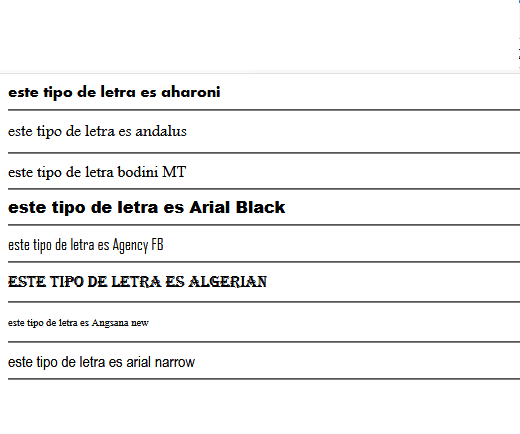 este tipo de letra es aharoni
este tipo de letra es andalus
este tipo de letra bodini MT
este tipo de letra es Arial Black
este tipo de letra es Agency FB
ESTE TIPO DE LETRA ES ALGERIAN
este tipo de letra es Angsana new
este tipo de letra es arial narrow